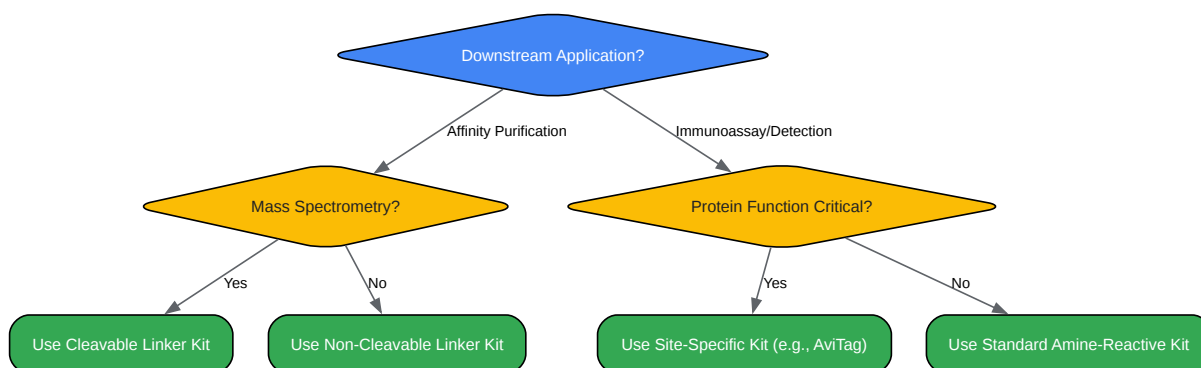 Downstream Application?
Affinity Purification
Immunoassay/Detection
Mass Spectrometry?
Protein Function Critical?
Yes
No
Yes
No
Use Cleavable Linker Kit
Use Non-Cleavable Linker Kit
Use Site-Specific Kit (e.g., AviTag)
Use Standard Amine-Reactive Kit